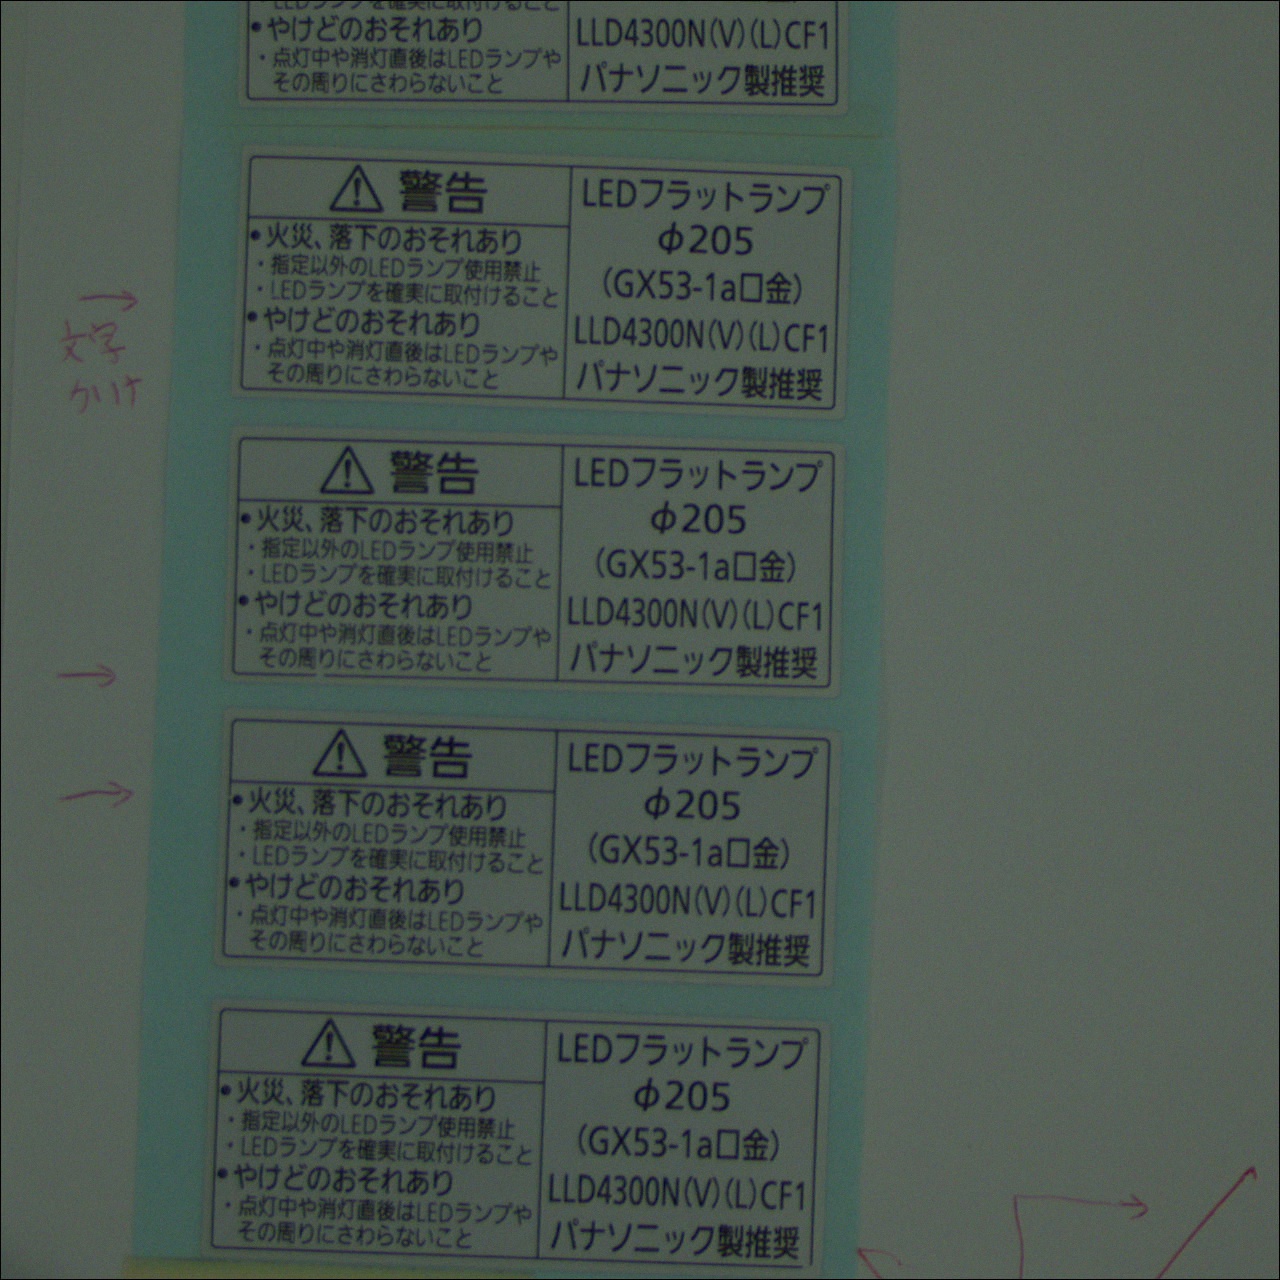 ・LEDランプを確実に取付けること
●やけどのおそれあり
・点灯中や消灯直後はLEDランプや
その周りにさわらないこと
LLD4300N(V)(L)CF1
パナソニック製推奨
警告
●火災、落下のおそれあり
・指定以外のLEDランプ使用禁止
・LEDランプを確実に取付けること
●やけどのおそれあり
・点灯中や消灯直後はLEDランプや
その周りにさわらないこと
LEDフラットランプ
φ205
(GX53-1a口金)
LLD4300N(V)(L)CF1
パナソニック製推奨
文字
カハケ
警告
●火災、落下のおそれあり
・指定以外のLEDランプ使用禁止
・LEDランプを確実に取付けること
●やけどのおそれあり
・点灯中や消灯直後はLEDランプや
その周りにさわらないこと
LEDフラットランプ
φ205
(GX53-1a口金)
LLD4300N(V)(L)CF1
パナソニック製推奨
警告
●火災、落下のおそれあり
・指定以外のLEDランプ使用禁止
・LEDランプを確実に取付けること
●やけどのおそれあり
・点灯中や消灯直後はLEDランプや
その周りにさわらないこと
LEDフラットランプ
φ205
(GX53-1a口金)
LLD4300N(V)(L)CF1
パナソニック製推奨
警告
●火災、落下のおそれあり
・指定以外のLEDランプ使用禁止
・LEDランプを確実に取付けること
●やけどのおそれあり
・点灯中や消灯直後はLEDランプや
その周りにさわらないこと
LEDフラットランプ
φ205
(GX53-1a口金)
LLD4300N(V)(L)CF1
パナソニック製推奨